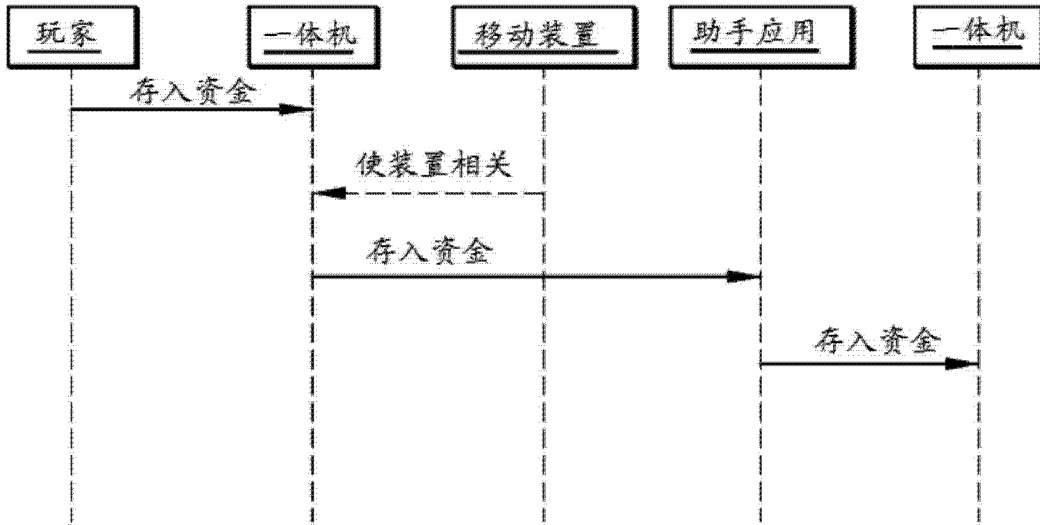 玩家
一体机
移动装置
助手应用
一体机
存入资金
使装置相关
存入资金
存入资金